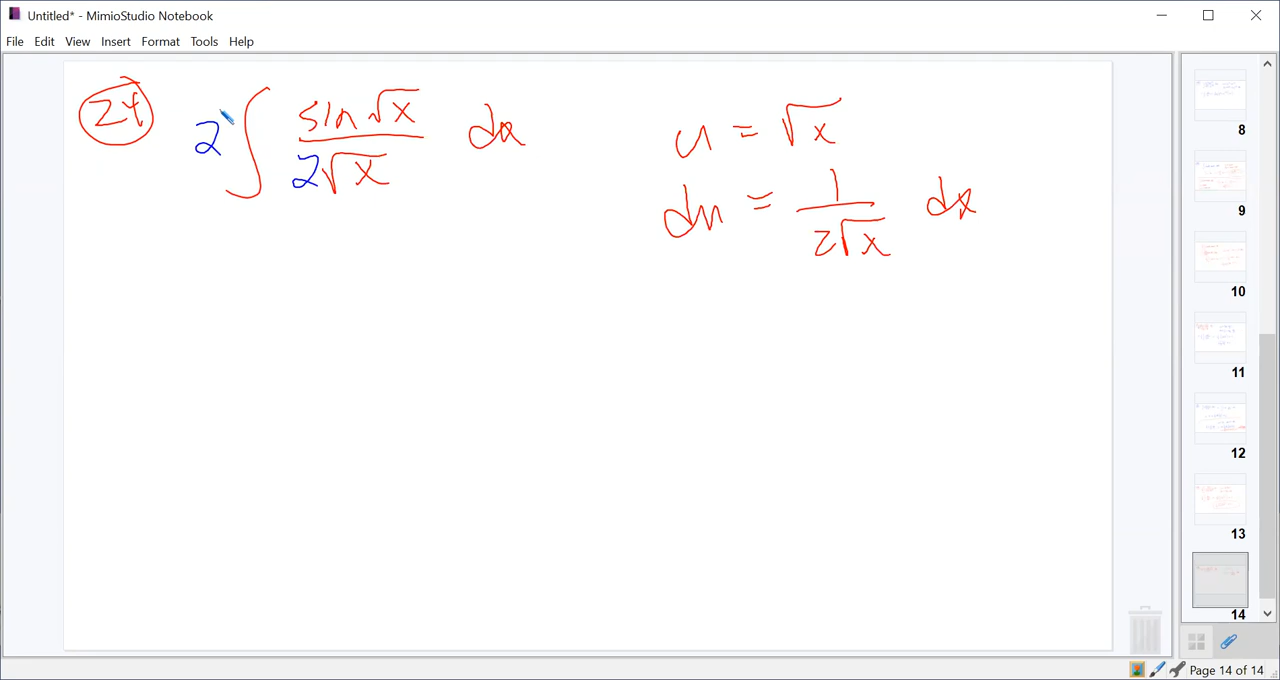 Untitled* - MimioStudio Notebook
File Edit View Insert Format Tools Help
24 2 ∫ sin √x / 2√x dx
u = √x
du = 1 / 2√x dx
8
9
10
11
12
13
14
Page 14 of 14